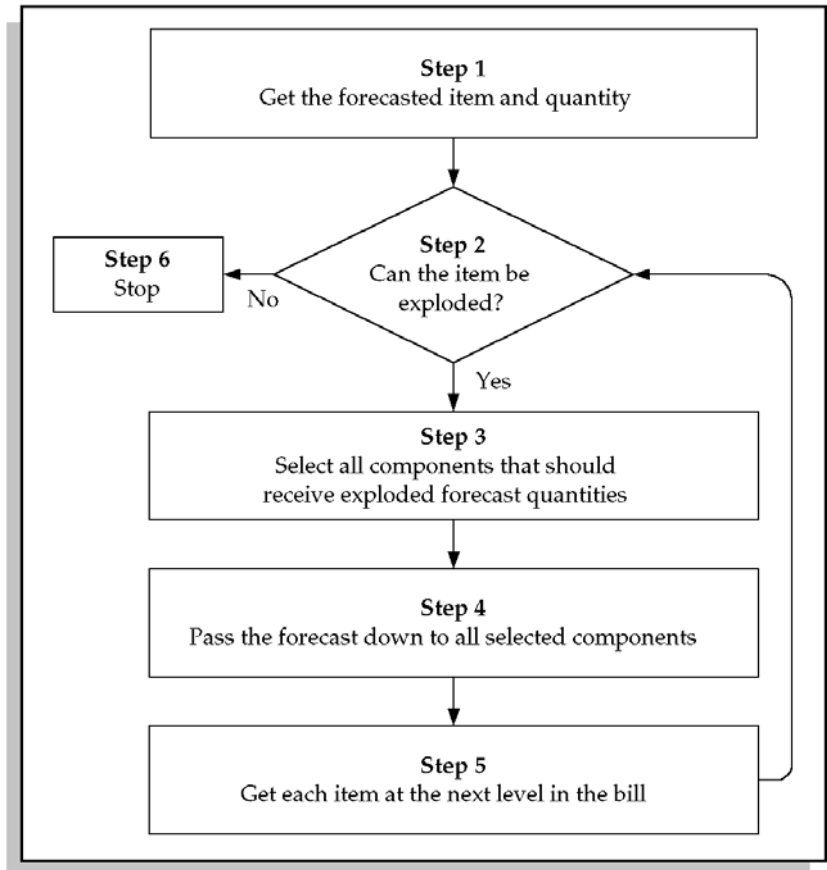 Step 1
Get the forecasted item and quantity
Step 2
Can the item be
exploded?
Step 6
Stop
No
Yes
Step 3
Select all components that should
receive exploded forecast quantities
Step 4
Pass the forecast down to all selected components
Step 5
Get each item at the next level in the bill